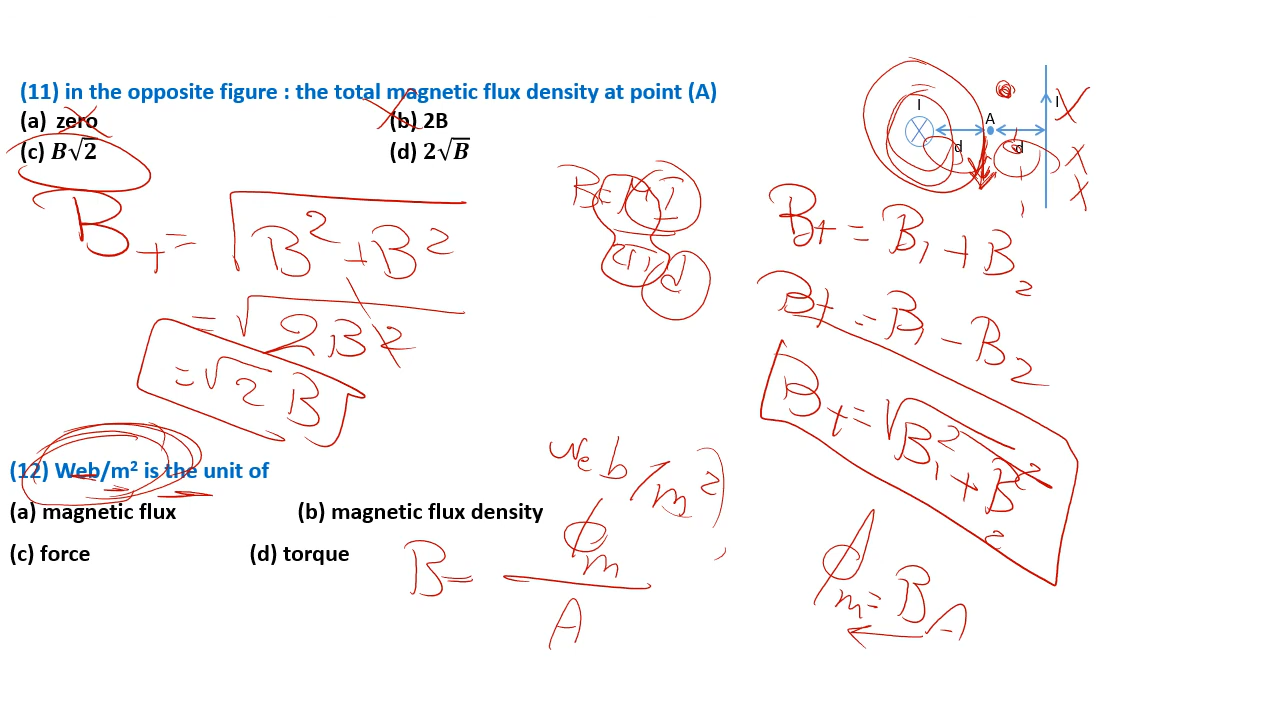 (11) in the opposite figure : the total magnetic flux density at point (A)
(a) zero
(b) 2B
(c) B√2
(d) 2√B
I
A
I
d
d
B = μI
2πd
Bt = √B² + B²
= √2B²
= √2 B
Bt = B₁ + B₂
Bt = B₁ - B₂
Bt = √B₁² + B₂²
(12) Web/m² is the unit of
(a) magnetic flux
(b) magnetic flux density
(c) force
(d) torque
Web/m²
B = ϕm
A
ϕm = BA